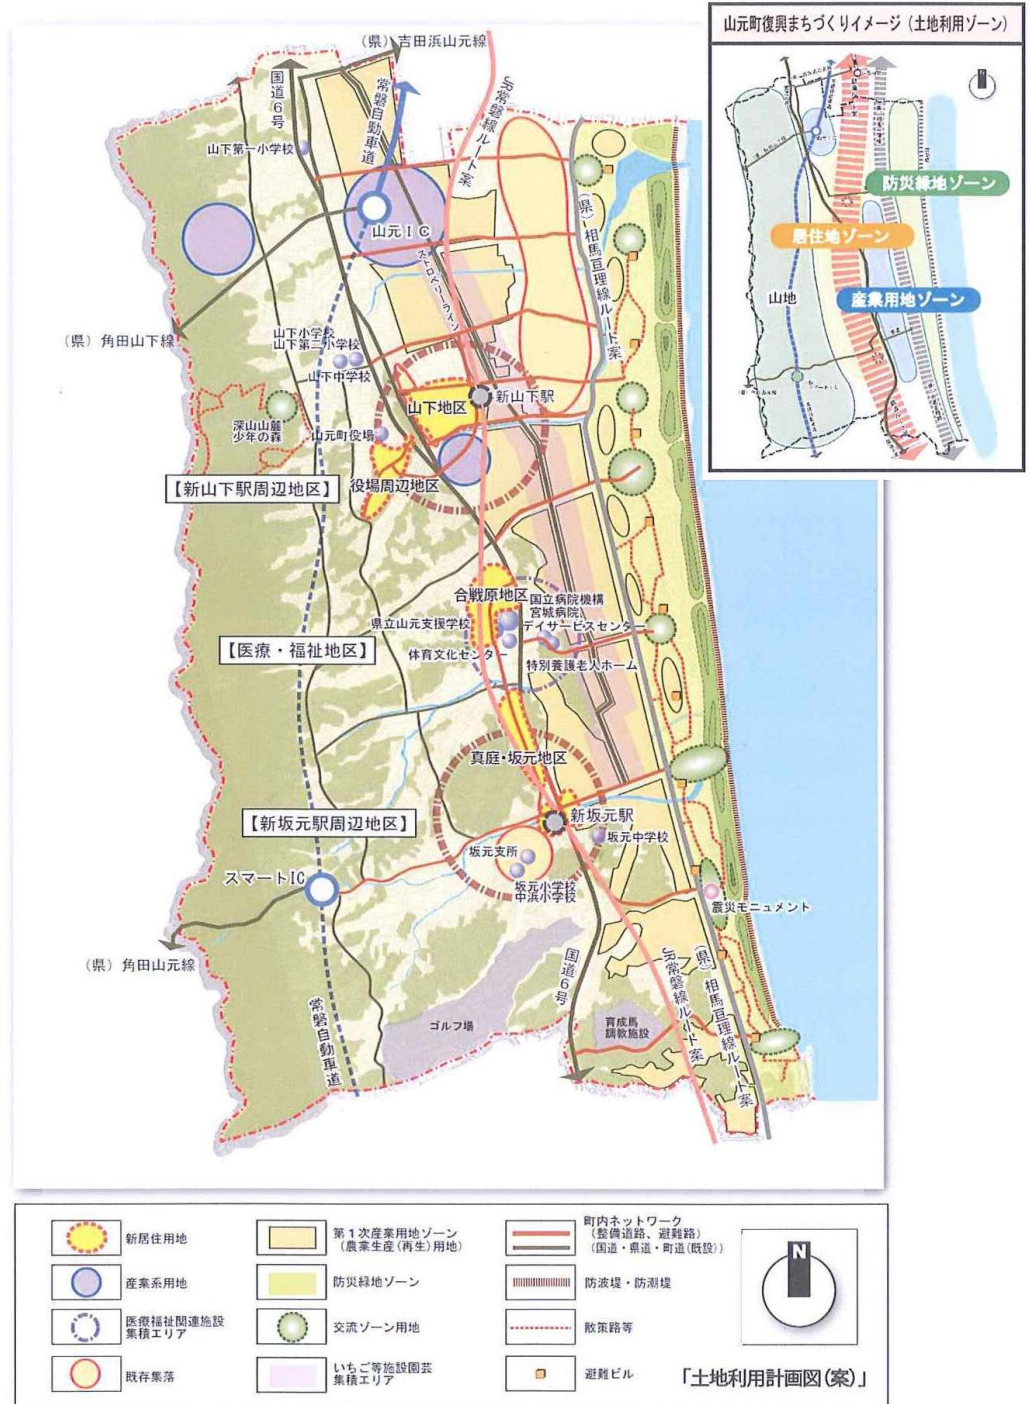 山元町復興まちづくりイメージ（土地利用ゾーン）
防災緑地ゾーン
居住地ゾーン
産業用地ゾーン
山地
N
（県）吉田浜山元線
国道6号
常磐自動車道
JR常磐線ルート案
山下第一小学校
山元ＩＣ
ストロベリーライン
（県）相馬亘理線ルート案
（県）角田山下線
山下小学校
山下第二小学校
山下中学校
深山山麓
少年の森
山元町役場
山下地区
新山下駅
役場周辺地区
【新山下駅周辺地区】
合戦原地区
国立病院機構
宮城病院
県立山元支援学校
デイサービスセンター
体育文化センター
特別養護老人ホーム
【医療・福祉地区】
真庭・坂元地区
【新坂元駅周辺地区】
新坂元駅
坂元中学校
坂元支所
坂元小学校
中浜小学校
スマートIC
震災モニュメント
（県）角田山元線
常磐自動車道
ゴルフ場
国道6号
育成馬
調教施設
JR常磐線ルート案
（県）相馬亘理線ルート案
新居住用地
産業系用地
医療福祉関連施設
集積エリア
既存集落
第１次産業用地ゾーン
（農業生産(再生)用地）
防災緑地ゾーン
交流ゾーン用地
いちご等施設園芸
集積エリア
町内ネットワーク
（整備道路、避難路）
（国道・県道・町道(既設)）
防波堤・防潮堤
散策路等
避難ビル
N
「土地利用計画図(案)」